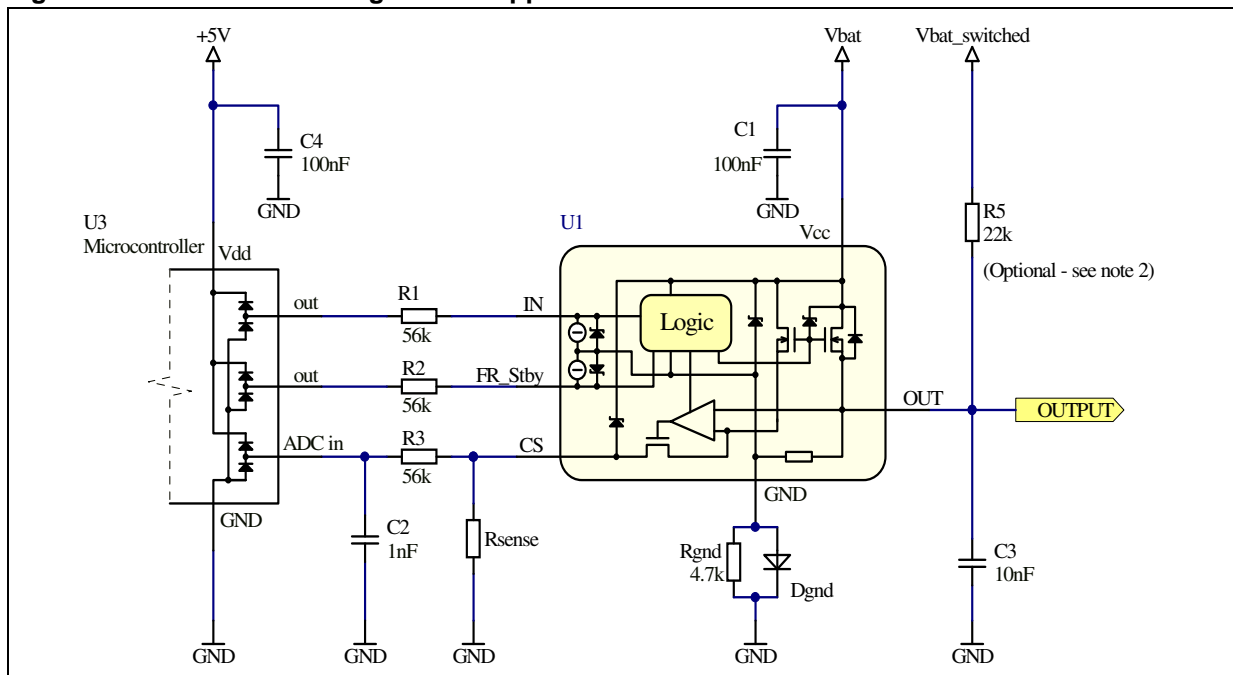 +5V
Vbat
Vbat_switched
C4
100nF
GND
C1
100nF
GND
R5
22k
(Optional - see note 2)
U3
Microcontroller
Vdd
U1
Vcc
out
R1
56k
IN
Logic
out
R2
56k
FR_Stby
OUT
OUTPUT
ADC in
R3
56k
CS
GND
GND
C2
1nF
Rsense
Rgnd
4.7k
Dgnd
C3
10nF
GND
GND
GND
GND
GND